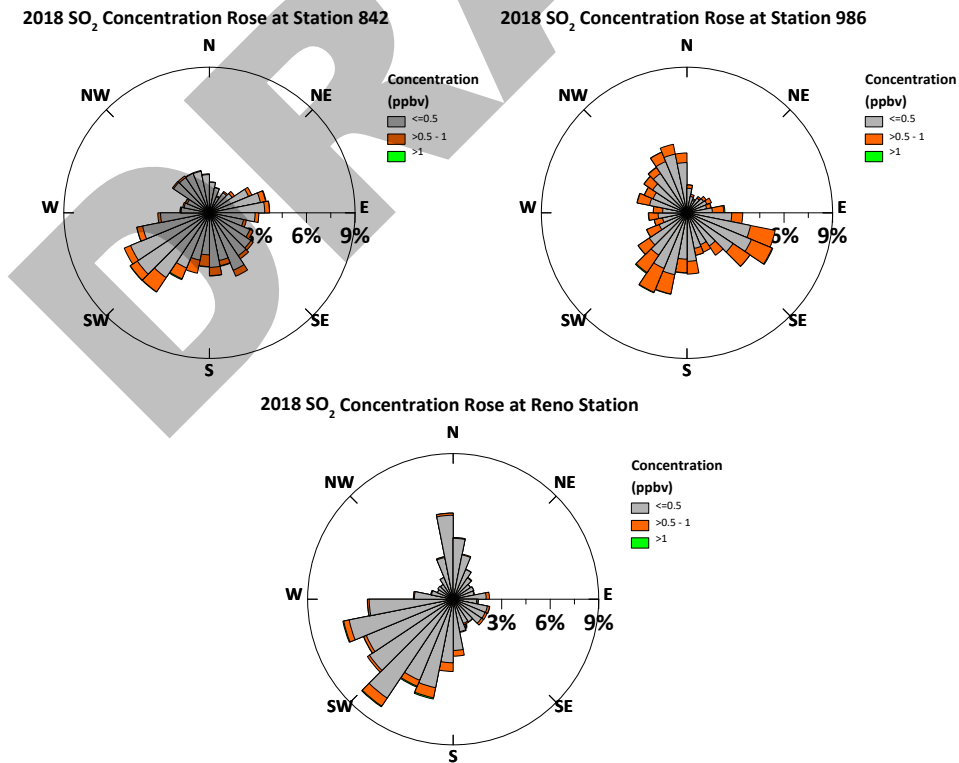 2018 SO2 Concentration Rose at Station 842
N
NW
NE
W
E
3%
6%
9%
SW
SE
S
Concentration
(ppbv)
<=0.5
>0.5 - 1
>1
2018 SO2 Concentration Rose at Station 986
N
NW
NE
W
E
6%
9%
SW
SE
S
Concentration
(ppbv)
<=0.5
>0.5 - 1
>1
2018 SO2 Concentration Rose at Reno Station
N
NW
NE
W
E
3%
6%
9%
SW
SE
S
Concentration
(ppbv)
<=0.5
>0.5 - 1
>1